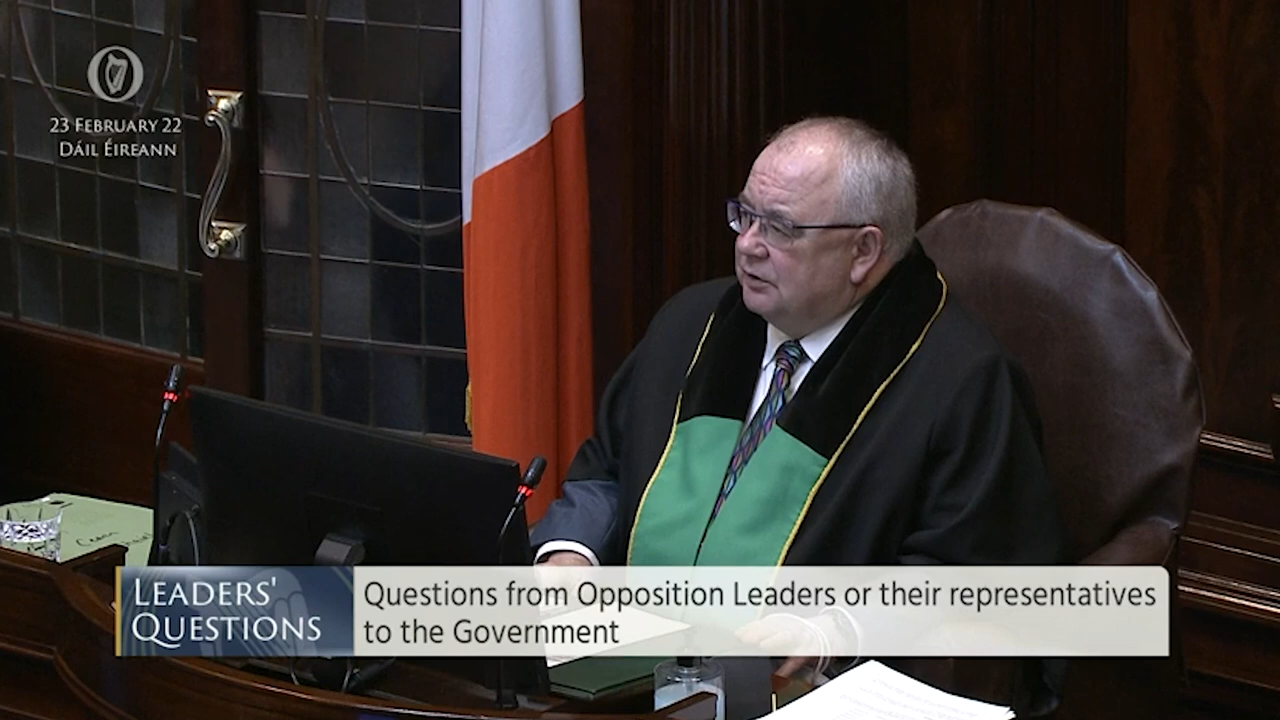 23 February 22
Dáil Éireann
Leaders'
Questions
Questions from Opposition Leaders or their representatives
to the Government